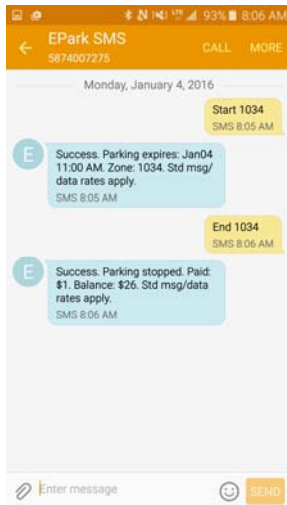 93% 8:06 AM
EPark SMS
5874007275
CALL MORE
Monday, January 4, 2016
Start 1034
SMS 8:05 AM
E
Success. Parking expires: Jan04
11:00 AM. Zone: 1034. Std msg/
data rates apply.
SMS 8:05 AM
End 1034
SMS 8:06 AM
E
Success. Parking stopped. Paid:
$1. Balance: $26. Std msg/data
rates apply.
SMS 8:06 AM
Enter message
SEND